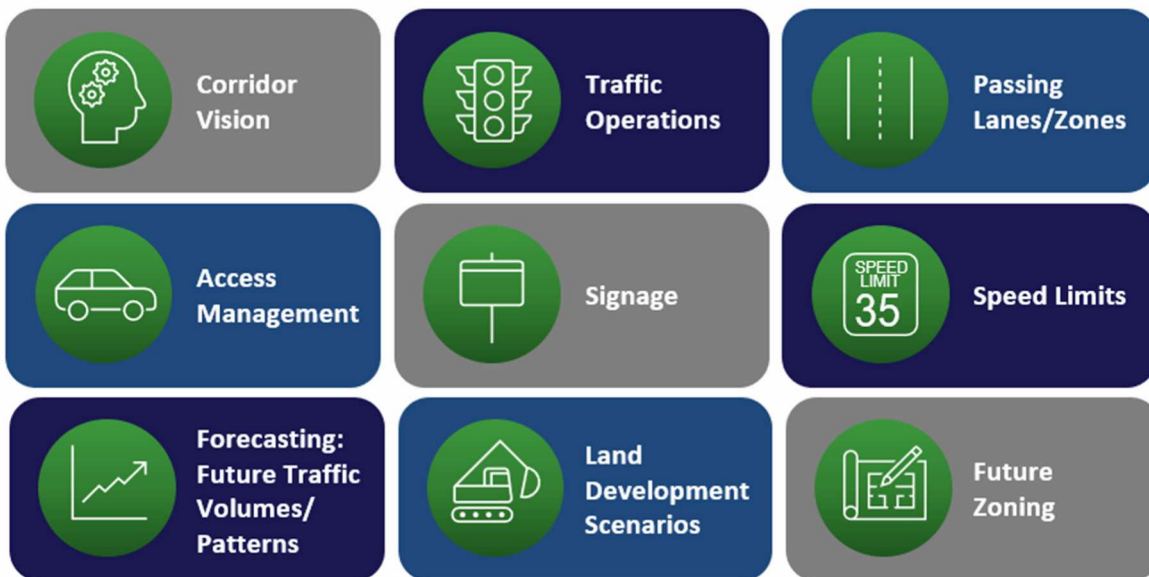 Corridor
Vision
Traffic
Operations
Passing
Lanes/Zones
Access
Management
Signage
SPEED
LIMIT
35
Speed Limits
Forecasting:
Future Traffic
Volumes/
Patterns
Land
Development
Scenarios
Future
Zoning